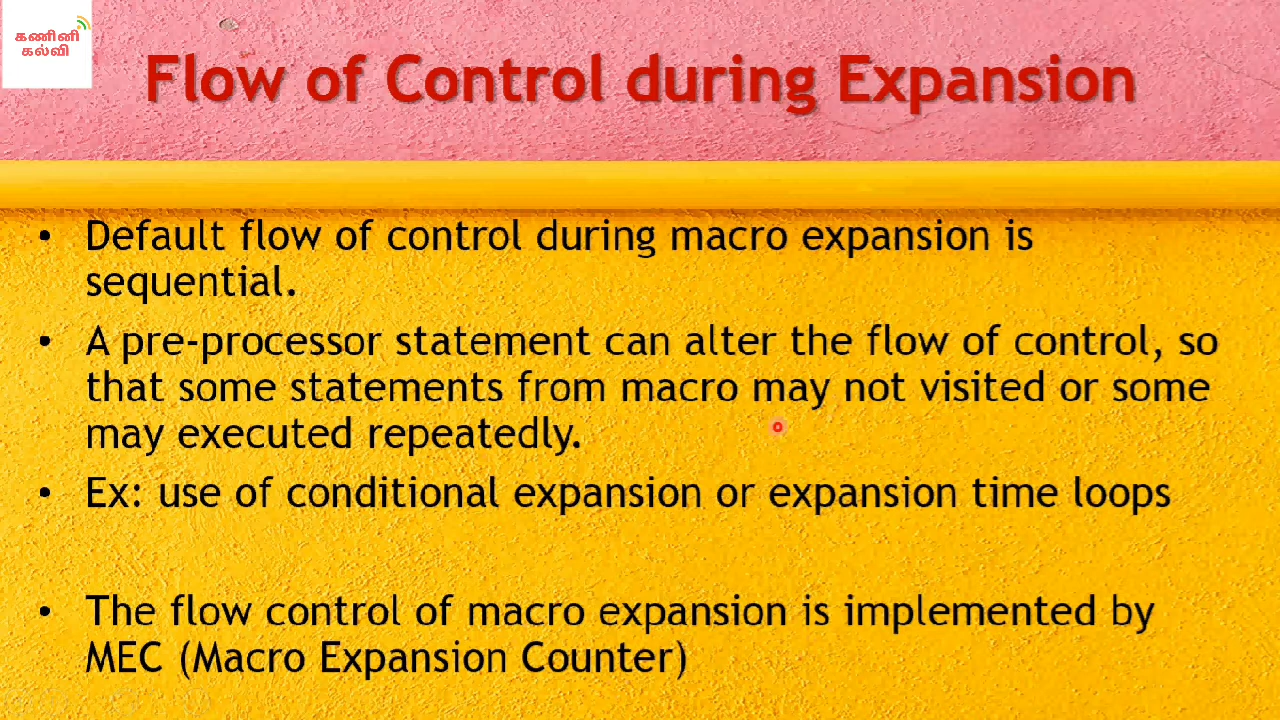 கணினி
கல்வி
Flow of Control during Expansion
• Default flow of control during macro expansion is
sequential.
• A pre-processor statement can alter the flow of control, so
that some statements from macro may not visited or some
may executed repeatedly.
• Ex: use of conditional expansion or expansion time loops
• The flow control of macro expansion is implemented by
MEC (Macro Expansion Counter)